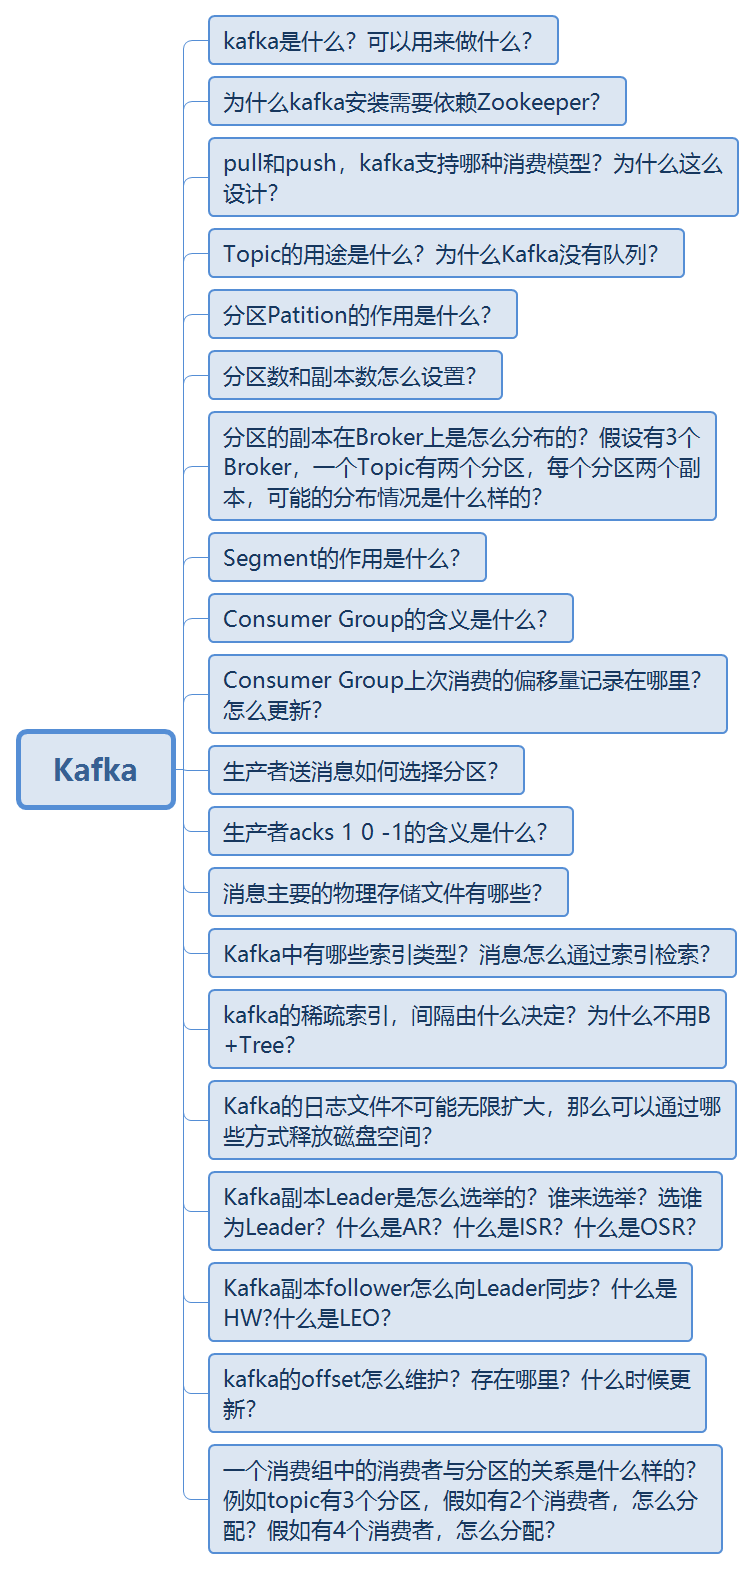 kafka是什么？可以用来做什么？
为什么kafka安装需要依赖Zookeeper？
pull和push，kafka支持哪种消费模型？为什么这么
设计？
Topic的用途是什么？为什么Kafka没有队列？
分区Patition的作用是什么？
分区数和副本数怎么设置？
分区的副本在Broker上是怎么分布的？假设有3个
Broker，一个Topic有两个分区，每个分区两个副
本，可能的分布情况是什么样的？
Segment的作用是什么？
Consumer Group的含义是什么？
Consumer Group上次消费的偏移量记录在哪里？
怎么更新？
Kafka
生产者送消息如何选择分区？
生产者acks 1 0 -1的含义是什么？
消息主要的物理存储文件有哪些？
Kafka中有哪些索引类型？消息怎么通过索引检索？
kafka的稀疏索引，间隔由什么决定？为什么不用B
+Tree？
Kafka的日志文件不可能无限扩大，那么可以通过哪
些方式释放磁盘空间？
Kafka副本Leader是怎么选举的？谁来选举？选谁
为Leader？什么是AR？什么是ISR？什么是OSR？
Kafka副本follower怎么向Leader同步？什么是
HW?什么是LEO？
kafka的offset怎么维护？存在哪里？什么时候更
新？
一个消费组中的消费者与分区的关系是什么样的？
例如topic有3个分区，假如有2个消费者，怎么分
配？假如有4个消费者，怎么分配？